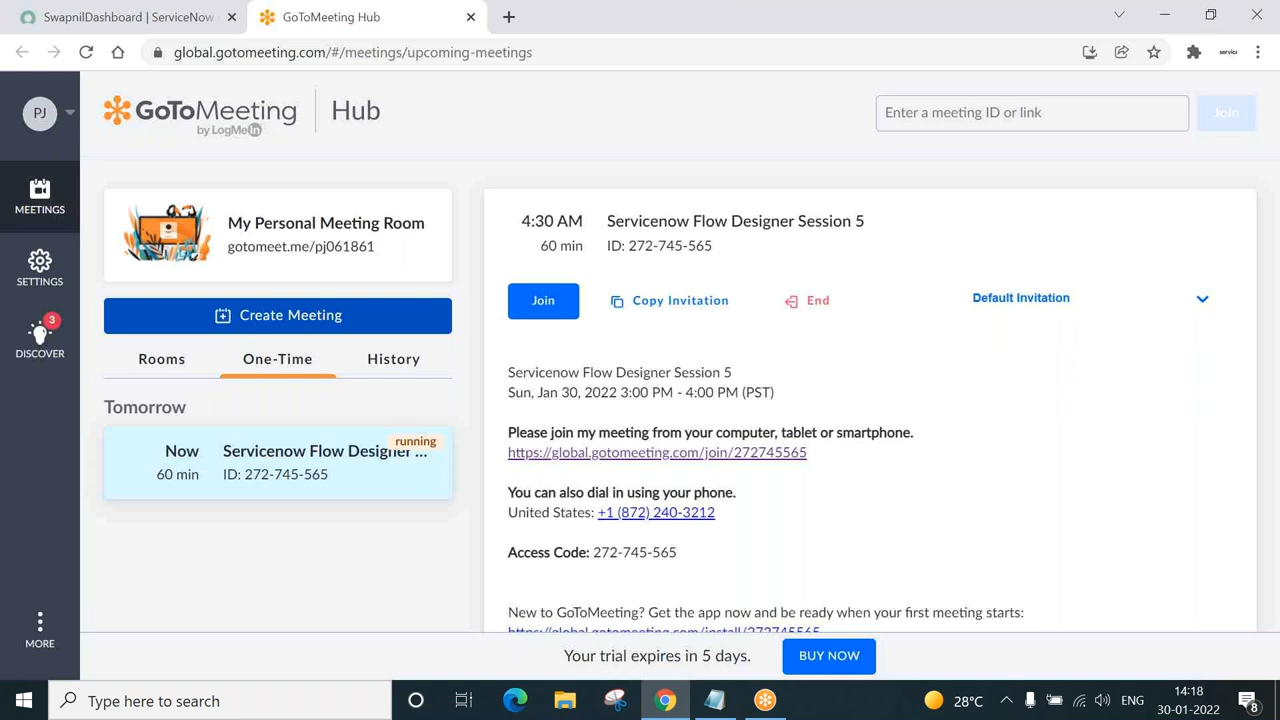 SwapnilDashboard | ServiceNow
GoToMeeting Hub
global.gotomeeting.com/#/meetings/upcoming-meetings
service
PJ
GoToMeeting
by LogMeIn
Hub
Enter a meeting ID or link
Join
MEETINGS
SETTINGS
3
DISCOVER
MORE
My Personal Meeting Room
gotomeet.me/pj061861
Create Meeting
Rooms
One-Time
History
Tomorrow
running
Now
Servicenow Flow Designer ...
60 min
ID: 272-745-565
4:30 AM
Servicenow Flow Designer Session 5
60 min
ID: 272-745-565
Join
Copy Invitation
End
Default Invitation
Servicenow Flow Designer Session 5
Sun, Jan 30, 2022 3:00 PM - 4:00 PM (PST)
Please join my meeting from your computer, tablet or smartphone.
https://global.gotomeeting.com/join/272745565
You can also dial in using your phone.
United States: +1 (872) 240-3212
Access Code: 272-745-565
New to GoToMeeting? Get the app now and be ready when your first meeting starts:
https://global.gotomeeting.com/install/272745565
Your trial expires in 5 days.
BUY NOW
Type here to search
28°C
ENG
14:18
30-01-2022
8